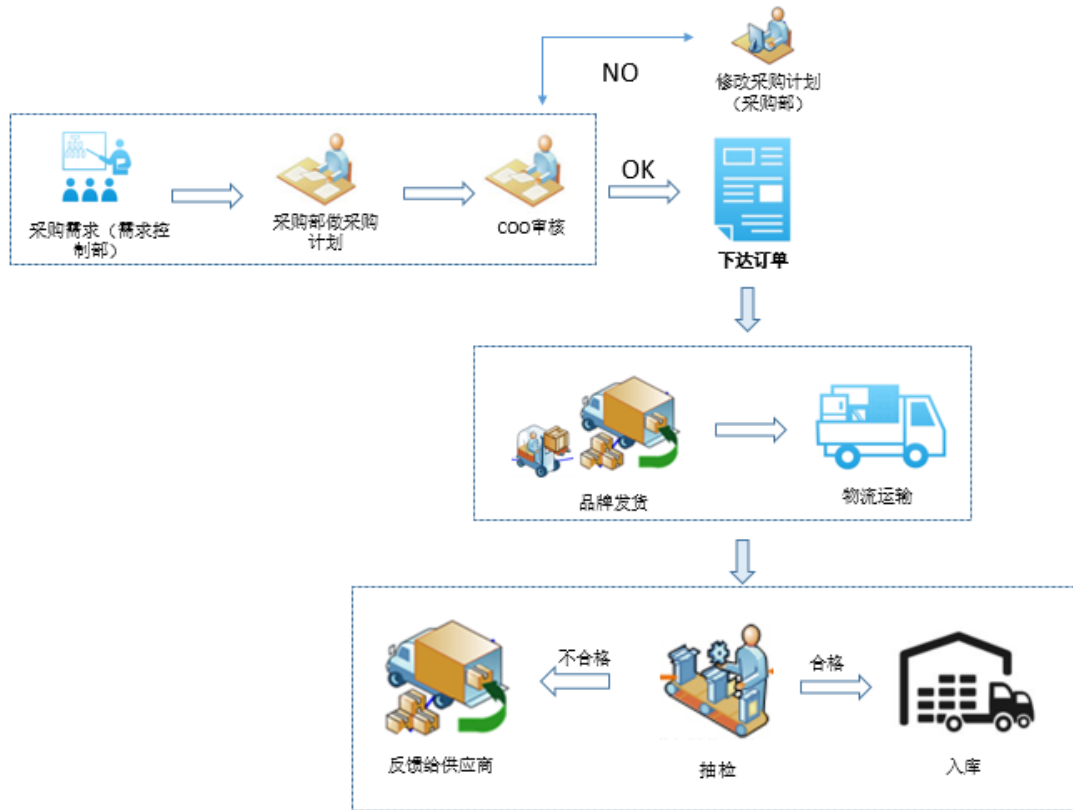 NO
修改采购计划
（采购部）
采购需求（需求控
制部）
采购部做采购
计划
COO审核
OK
下达订单
品牌发货
物流运输
不合格
合格
反馈给供应商
抽检
入库